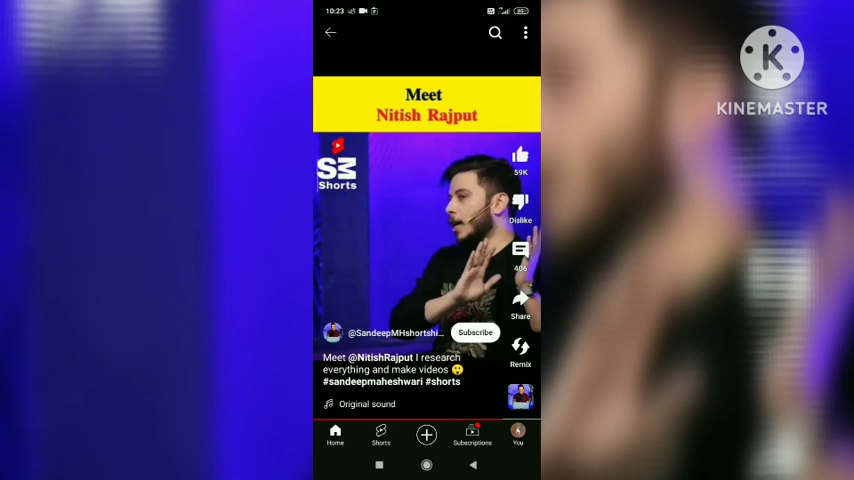 10:23
Meet
Nitish Rajput
KINEMASTER
SM
Shorts
59K
Dislike
406
Share
@SandeepMHshortshi...
Subscribe
Meet @NitishRajput I research
everything and make videos 😲
#sandeepmaheshwari #shorts
Remix
Original sound
Home
Shorts
Subscriptions
You